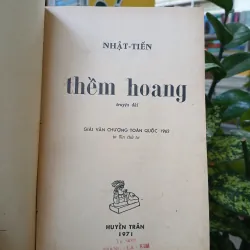 NHẬT-TIẾN
thềm hoang
truyện dài
GIẢI VĂN CHƯƠNG TOÀN QUỐC 1962
HUYỀN TRÂN
1971